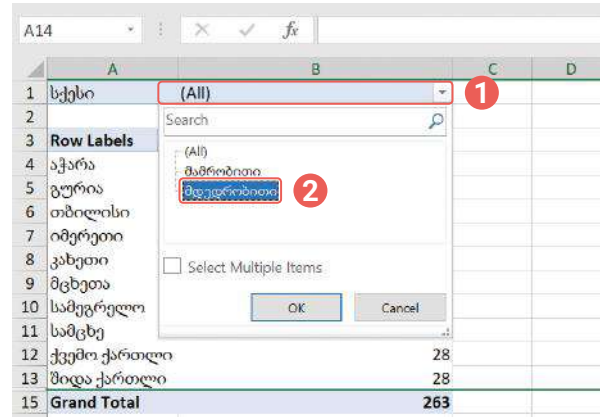 A14 fx
A B C D
1 სქესი (All) 1
2 Search
3 Row Labels (All)
4 აჭარა მამრობითი
5 გურია მდედრობითი 2
6 თბილისი
7 იმერეთი
8 კახეთი Select Multiple Items
9 მცხეთა
10 სამეგრელო OK Cancel
11 სამცხე
12 ქვემო ქართლი 28
13 შიდა ქართლი 28
15 Grand Total 263